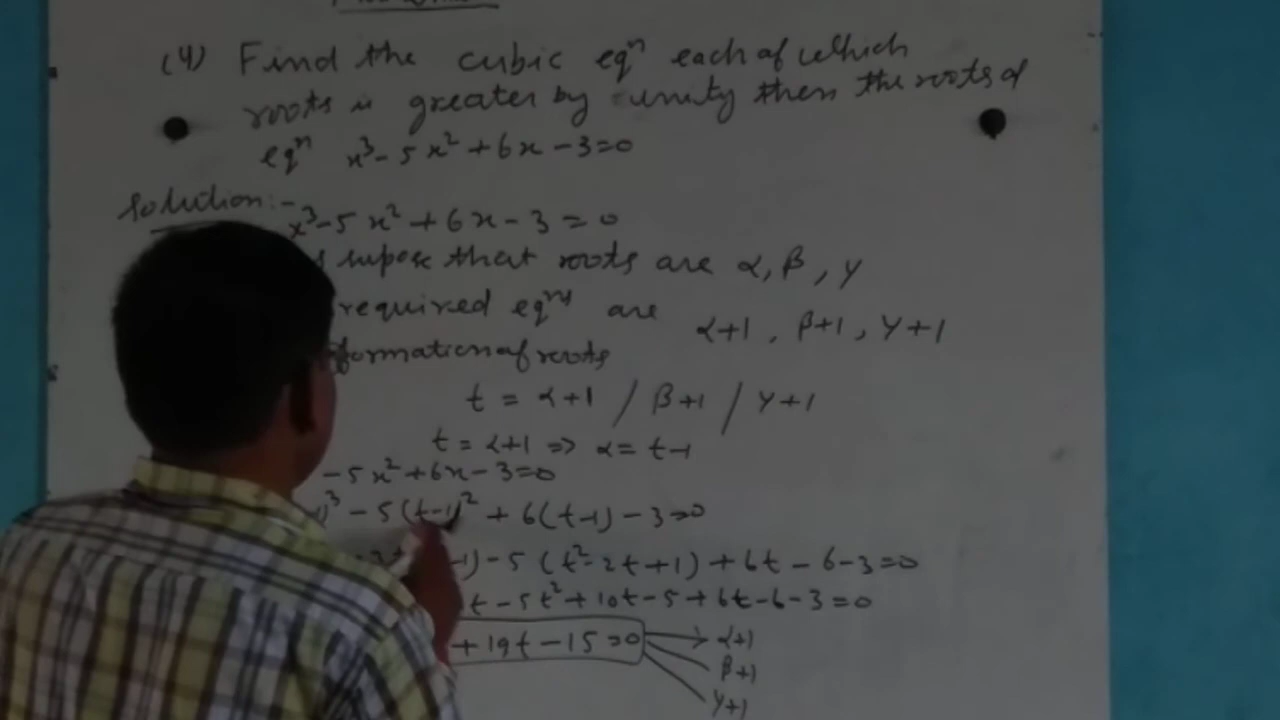 (4) Find the cubic eqⁿ each of which
roots is greater by unity then the roots of
eqⁿ x³ - 5x² + 6x - 3 = 0
Solution:-
x³ - 5x² + 6x - 3 = 0
supose that roots are α, β, γ
required eqⁿ are α+1, β+1, γ+1
formation of roots
t = α+1 / β+1 / γ+1
t = α+1 ⇒ α = t-1
- 5x² + 6x - 3 = 0
)³ - 5(t-1)² + 6(t-1) - 3 = 0
-1) - 5(t² - 2t + 1) + 6t - 6 - 3 = 0
t - 5t² + 10t - 5 + 6t - 6 - 3 = 0
+ 19t - 15 = 0 → α+1
β+1
γ+1